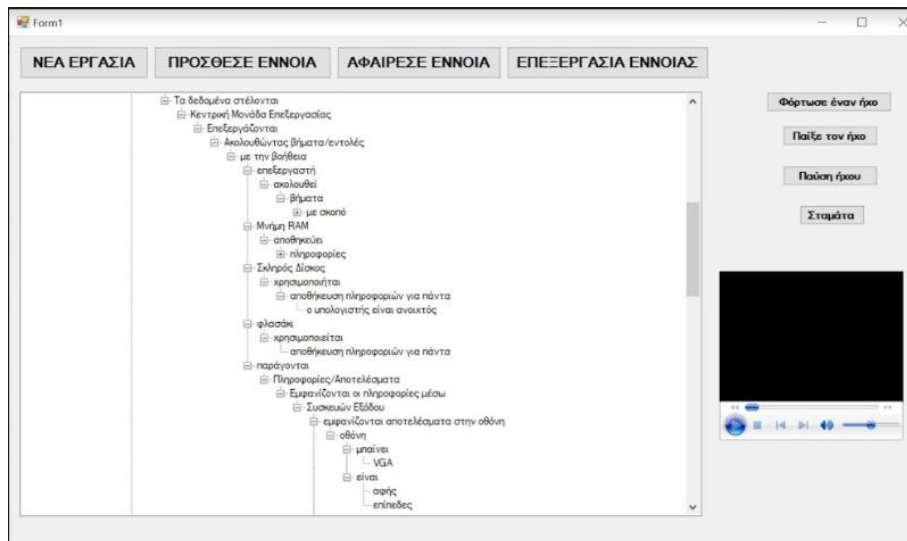 Form1
ΝΕΑ ΕΡΓΑΣΙΑ
ΠΡΟΣΘΕΣΕ ΕΝΝΟΙΑ
ΑΦΑΙΡΕΣΕ ΕΝΝΟΙΑ
ΕΠΕΞΕΡΓΑΣΙΑ ΕΝΝΟΙΑΣ
Τα δεδομένα στέλονται
Κεντρική Μονάδα Επεξεργασίας
Επεξεργάζονται
Ακολουθώντας βήματα/εντολές
με την βοήθεια
επεξεργαστή
ακολουθεί
βήματα
με σκοπό
Μνήμη RAM
αποθηκεύει
πληροφορίες
Σκληρός Δίσκος
χρησιμοποιήται
αποθήκευση πληροφοριών για πάντα
ο υπολογιστής είναι ανοιχτός
φλασάκι
χρησιμοποιείται
αποθήκευση πληροφοριών για πάντα
παράγονται
Πληροφορίες/Αποτελέσματα
Εμφανίζονται οι πληροφορίες μέσω
Συσκευών Εξόδου
εμφανίζονται αποτελέσματα στην οθόνη
οθόνη
μπαίνει
VGA
είναι
αφής
επίπεδες
Φόρτωσε έναν ήχο
Παίξε τον ήχο
Παύση ήχου
Σταμάτα